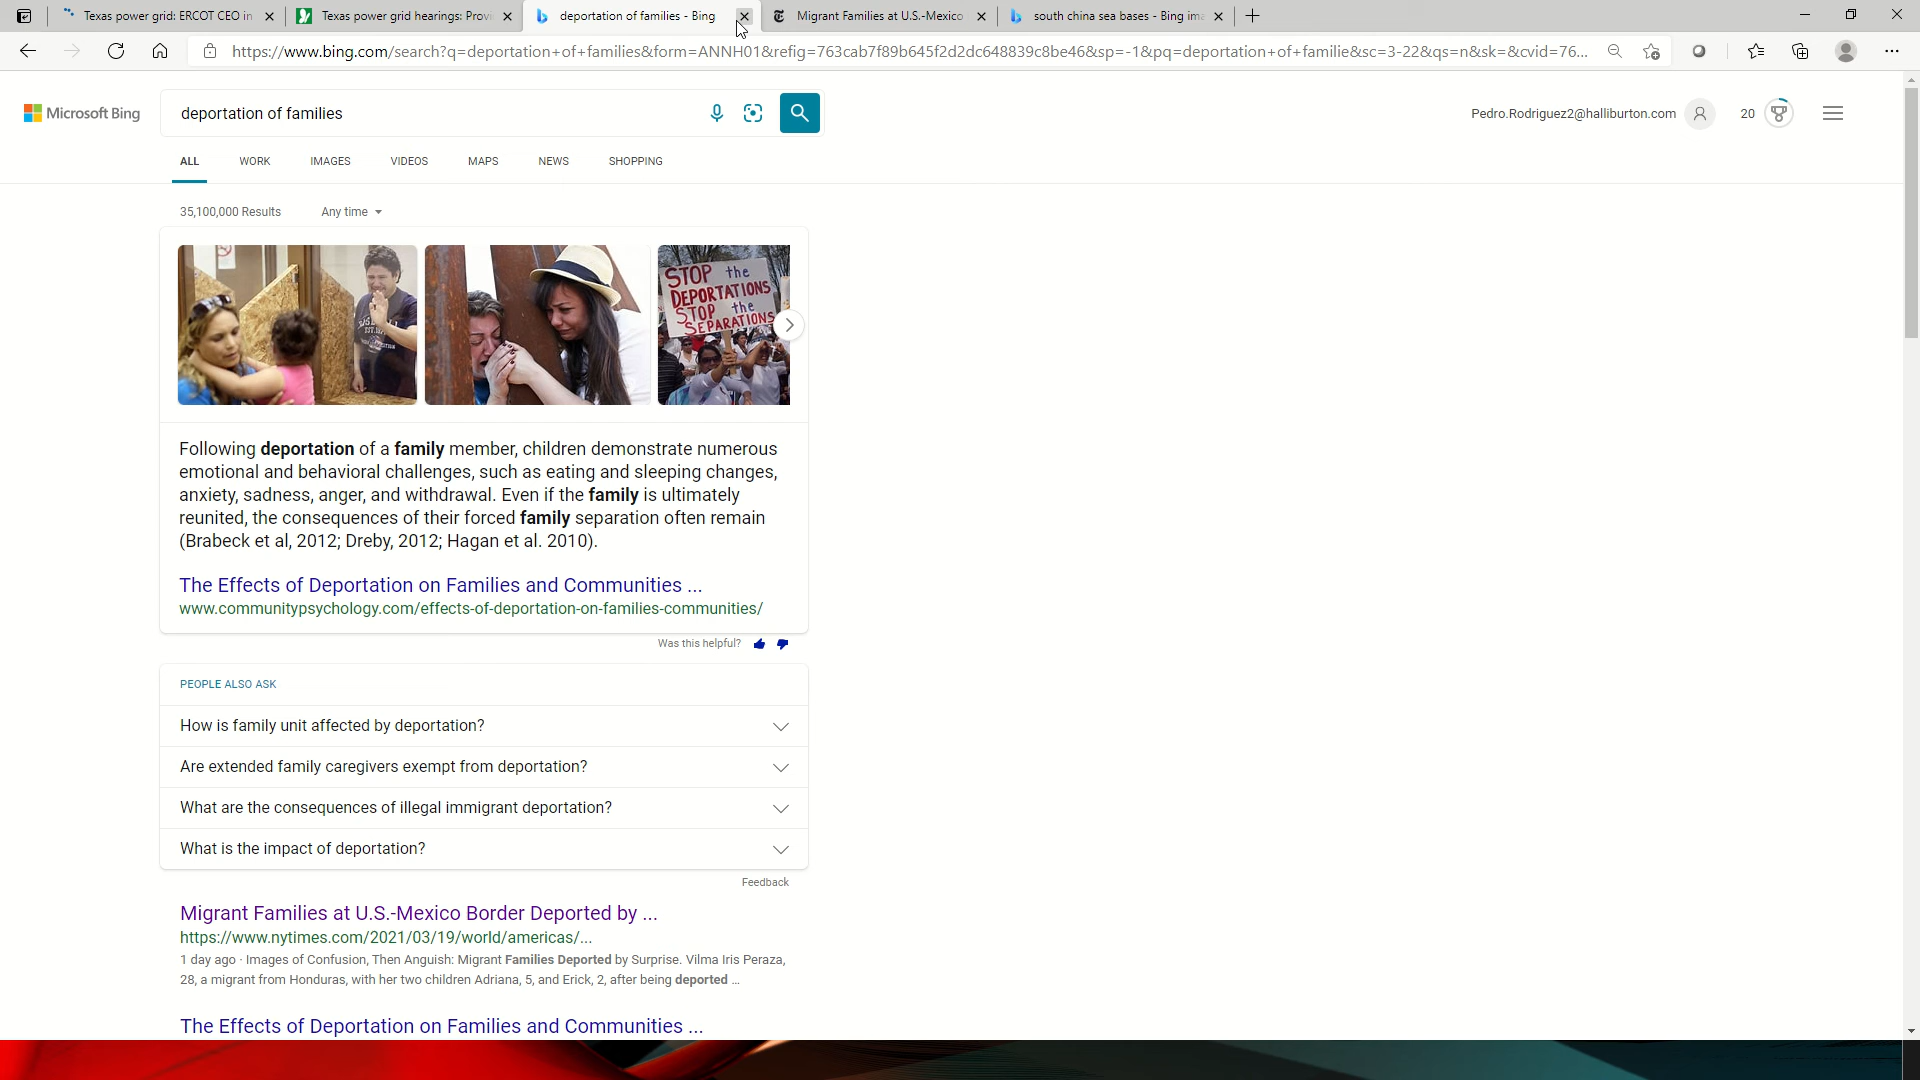 Texas power grid: ERCOT CEO in
Texas power grid hearings: Provi
deportation of families - Bing
Migrant Families at U.S.-Mexico
south china sea bases - Bing im
https://www.bing.com/search?q=deportation+of+families&form=ANNH01&refig=763cab7f89b645f2d2dc648839c8be46&sp=-1&pq=deportation+of+familie&sc=3-22&qs=n&sk=&cvid=76...
Microsoft Bing
deportation of families
Pedro.Rodriguez2@halliburton.com
20
ALL WORK IMAGES VIDEOS MAPS NEWS SHOPPING
35,100,000 Results Any time
STOP the
DEPORTATIONS
STOP the
SEPARATIONS
Following deportation of a family member, children demonstrate numerous
emotional and behavioral challenges, such as eating and sleeping changes,
anxiety, sadness, anger, and withdrawal. Even if the family is ultimately
reunited, the consequences of their forced family separation often remain
(Brabeck et al, 2012; Dreby, 2012; Hagan et al. 2010).
The Effects of Deportation on Families and Communities ...
www.communitypsychology.com/effects-of-deportation-on-families-communities/
Was this helpful?
PEOPLE ALSO ASK
How is family unit affected by deportation?
Are extended family caregivers exempt from deportation?
What are the consequences of illegal immigrant deportation?
What is the impact of deportation?
Feedback
Migrant Families at U.S.-Mexico Border Deported by ...
https://www.nytimes.com/2021/03/19/world/americas/...
1 day ago · Images of Confusion, Then Anguish: Migrant Families Deported by Surprise. Vilma Iris Peraza,
28, a migrant from Honduras, with her two children Adriana, 5, and Erick, 2, after being deported ...
The Effects of Deportation on Families and Communities ...